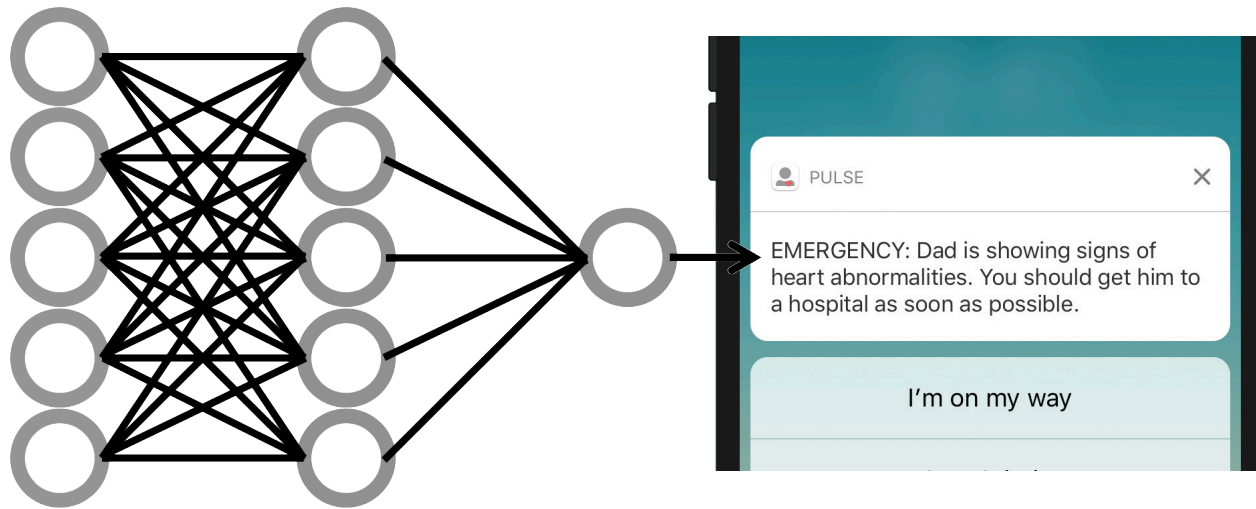 PULSE
EMERGENCY: Dad is showing signs of
heart abnormalities. You should get him to
a hospital as soon as possible.
I'm on my way